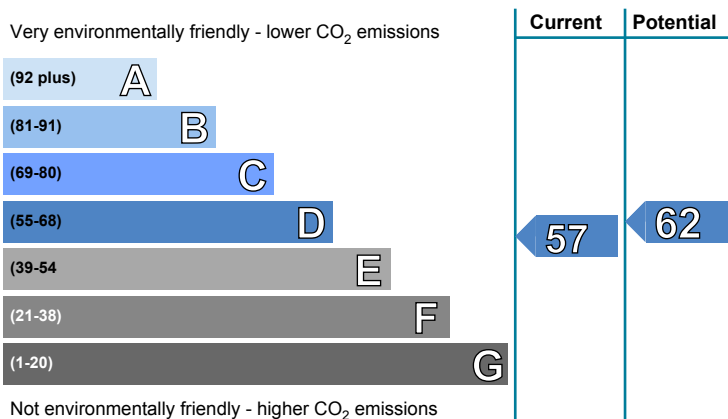 Current Potential
Very environmentally friendly - lower CO2 emissions
(92 plus) A
(81-91) B
(69-80) C
(55-68) D
57 62
(39-54 E
(21-38) F
(1-20) G
Not environmentally friendly - higher CO2 emissions